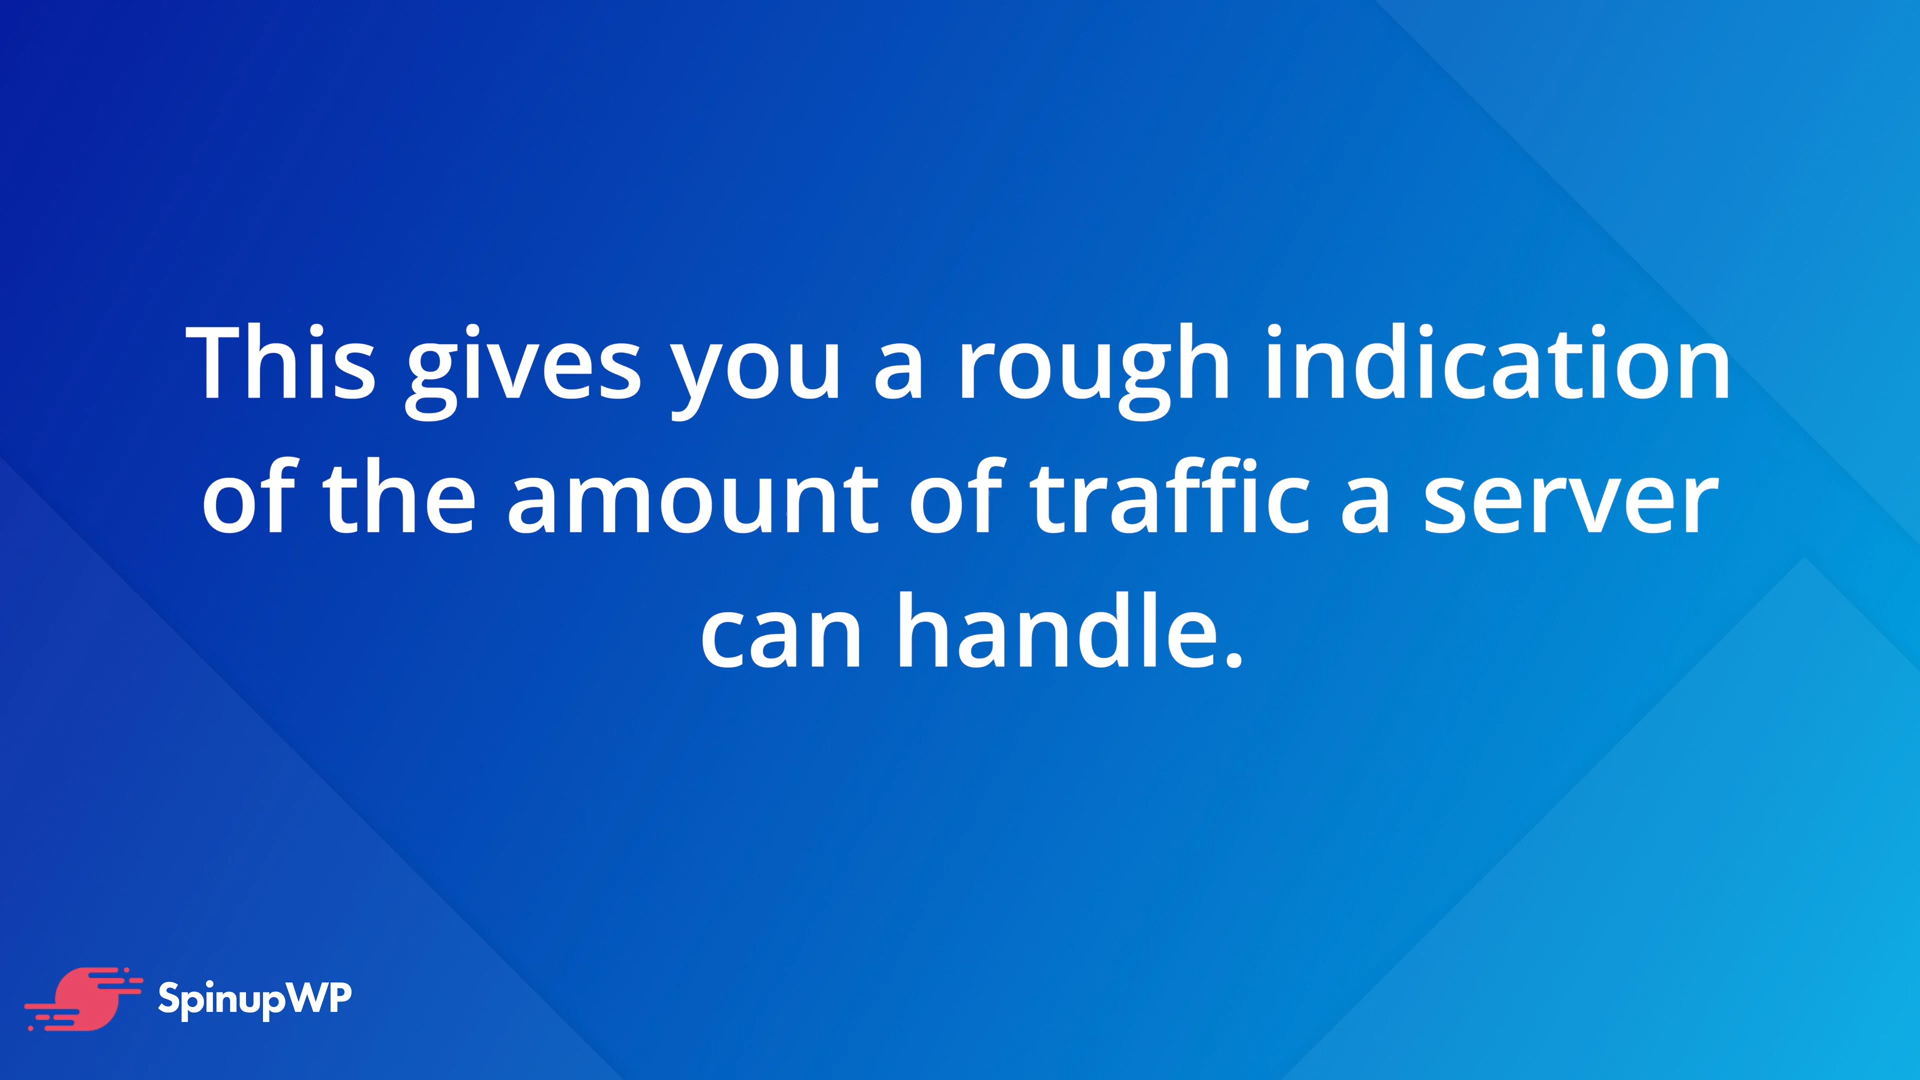 This gives you a rough indication
of the amount of traffic a server
can handle.
SpinupWP